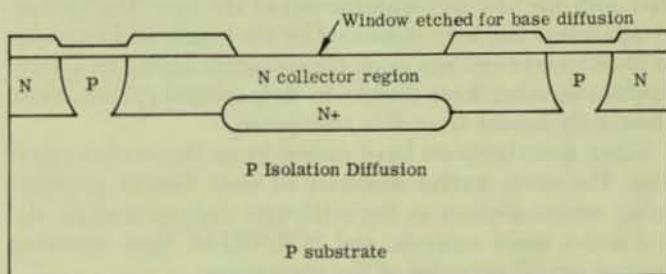 Window etched for base diffusion
N P N collector region P N
N+
P Isolation Diffusion
P substrate